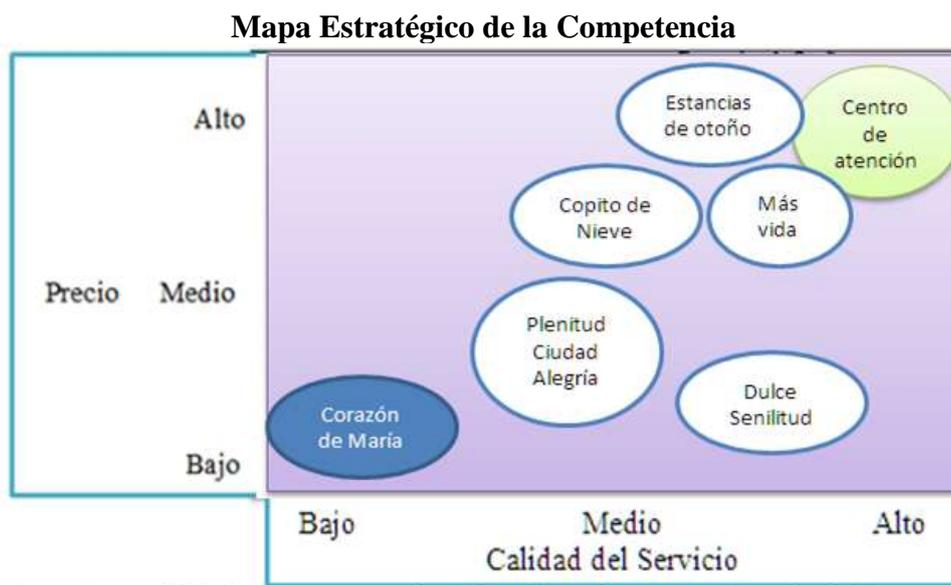 Mapa Estratégico de la Competencia
Alto
Estancias
de otoño
Centro
de
atención
Copito de
Nieve
Más
vida
Precio Medio
Plenitud
Ciudad
Alegría
Dulce
Senilitud
Corazón
de María
Bajo
Bajo Medio Alto
Calidad del Servicio